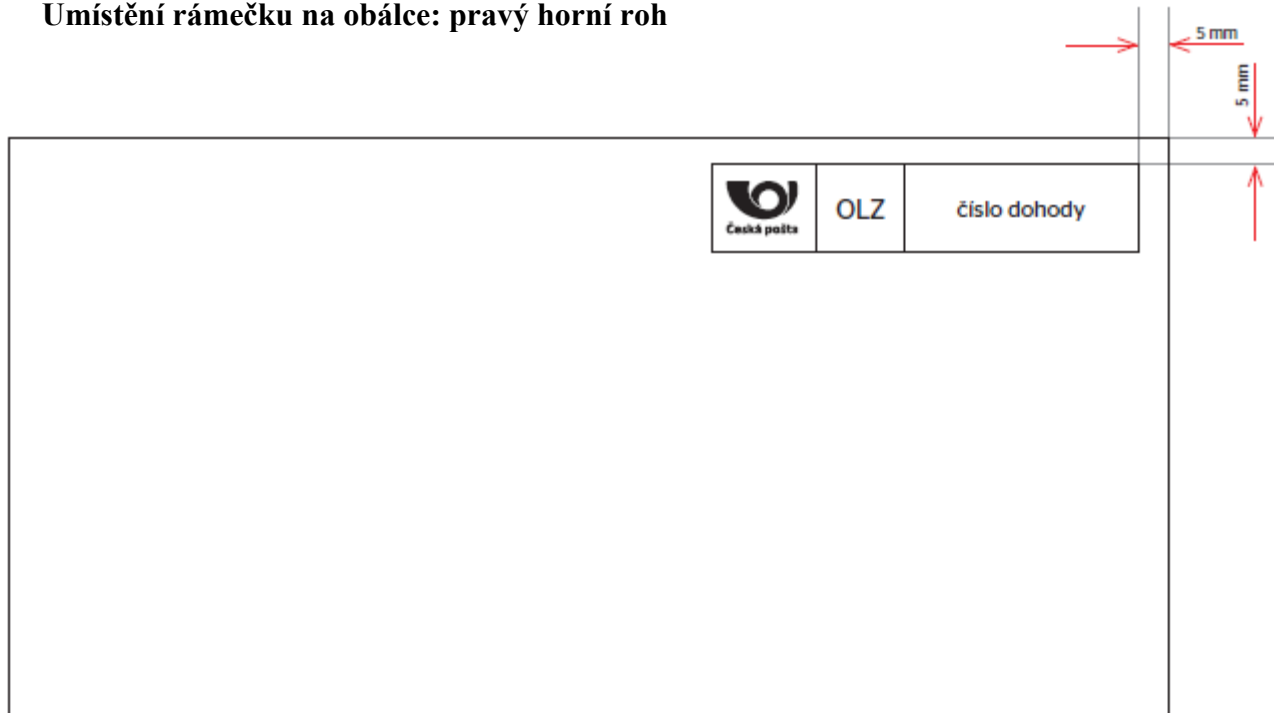 Umístění rámečku na obálce: pravý horní roh
5 mm
5 mm
Česká pošta
OLZ
číslo dohody